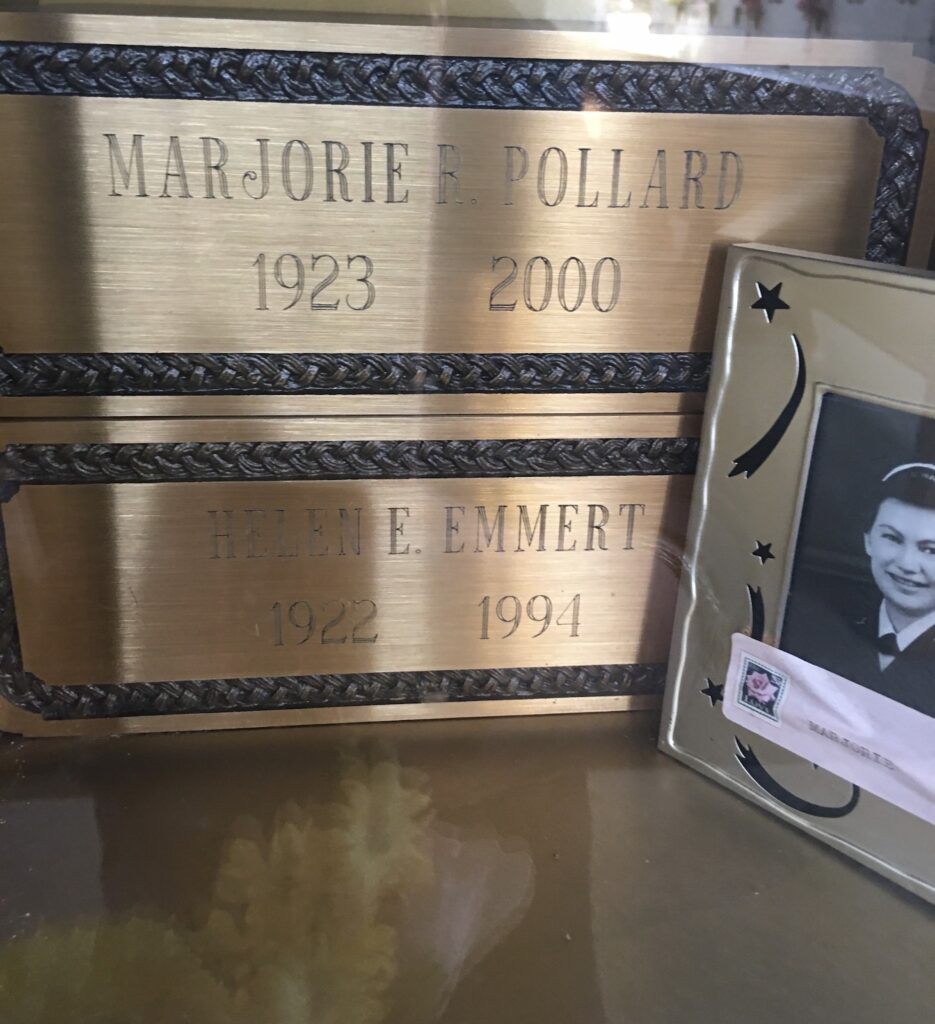 MARJORIE R. POLLARD
1923 2000
HELEN E. EMMERT
1922 1994
MARJORIE